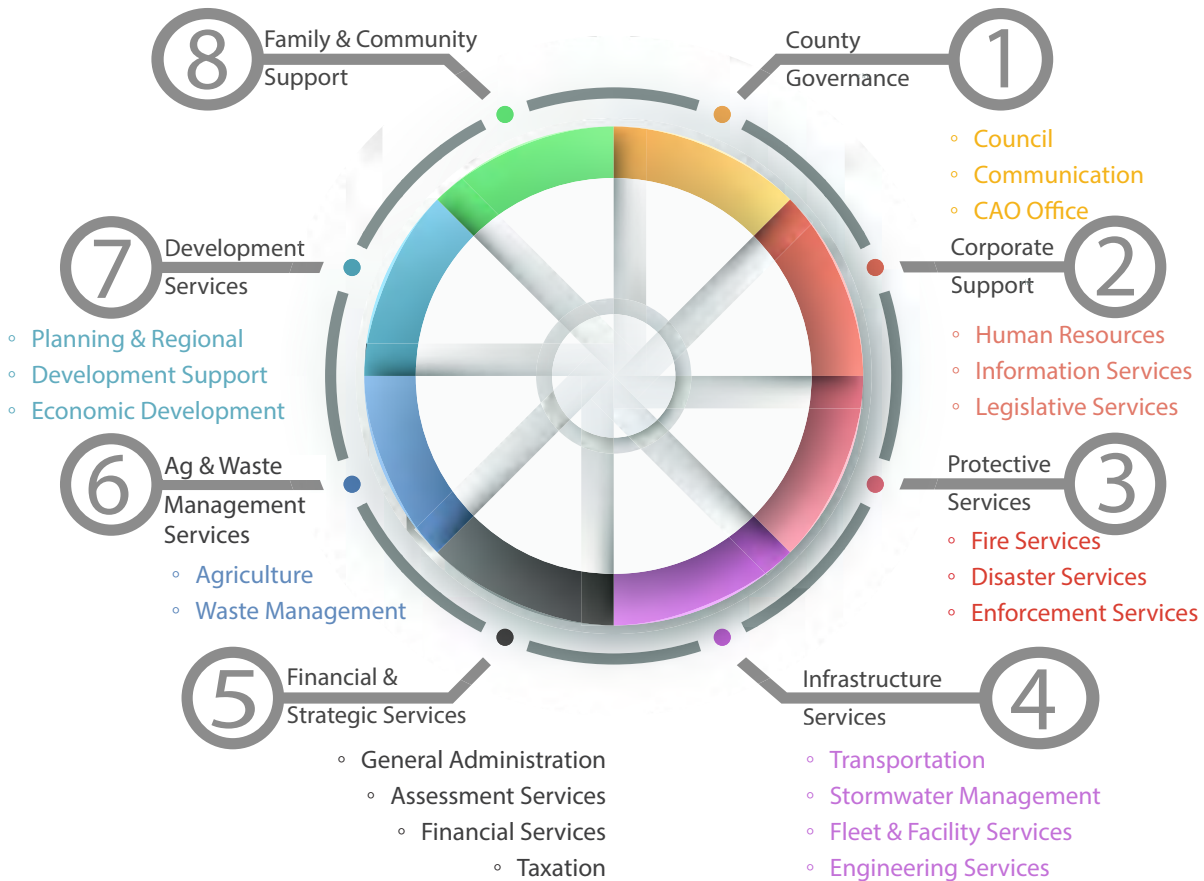 1
County
Governance
◦ Council
◦ Communication
◦ CAO Office
2
Corporate
Support
◦ Human Resources
◦ Information Services
◦ Legislative Services
3
Protective
Services
◦ Fire Services
◦ Disaster Services
◦ Enforcement Services
4
Infrastructure
Services
◦ Transportation
◦ Stormwater Management
◦ Fleet & Facility Services
◦ Engineering Services
5
Financial &
Strategic Services
◦ General Administration
◦ Assessment Services
◦ Financial Services
◦ Taxation
6
Ag & Waste
Management
Services
◦ Agriculture
◦ Waste Management
7
Development
Services
◦ Planning & Regional
◦ Development Support
◦ Economic Development
8
Family & Community
Support